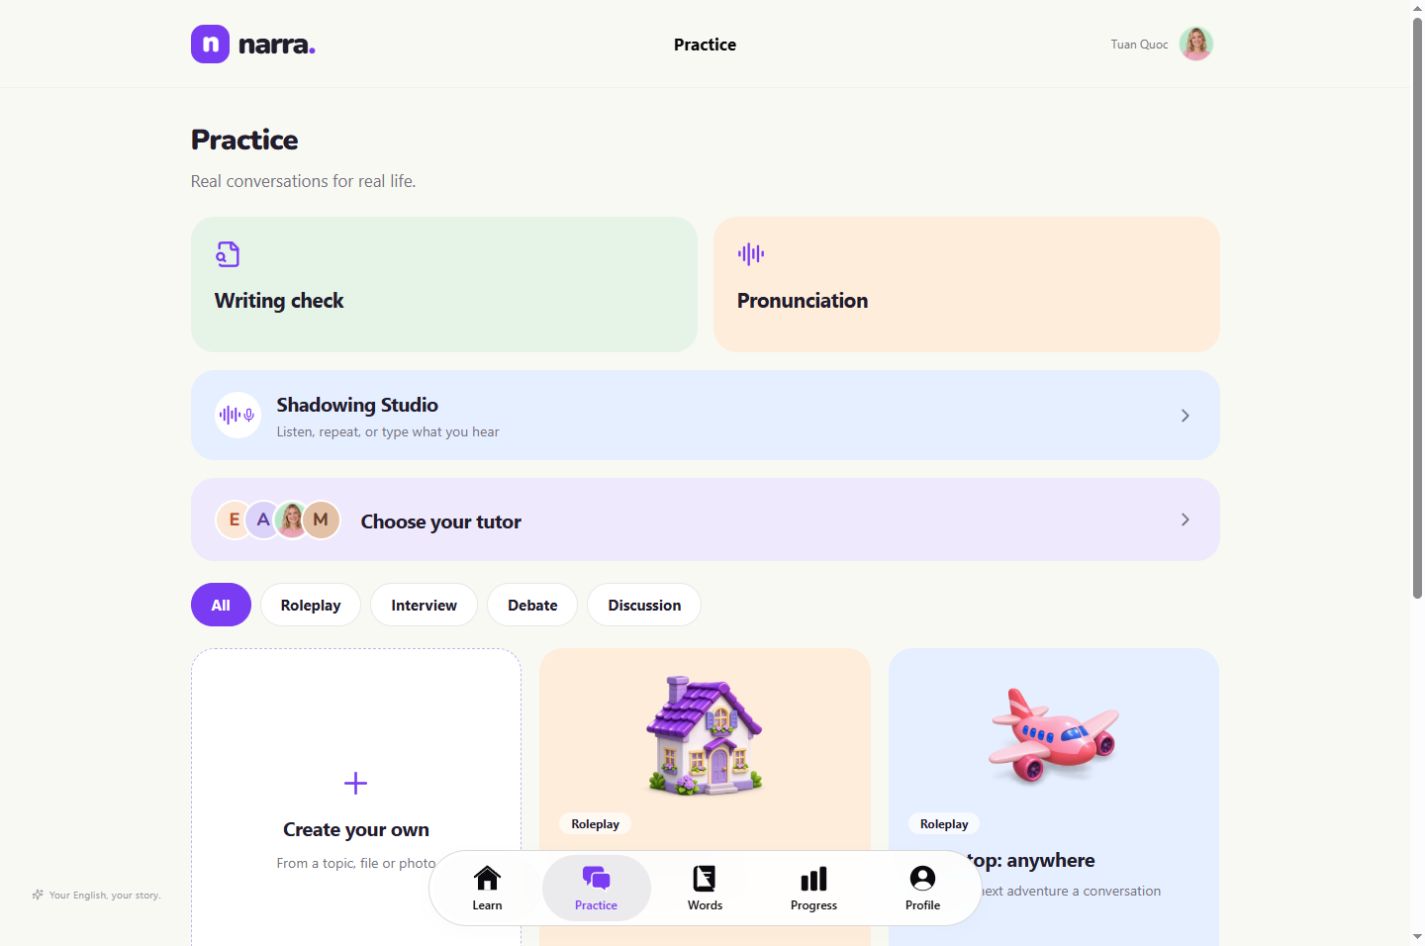 n narra.
Practice
Tuan Quoc
Practice
Real conversations for real life.
Writing check
Pronunciation
Shadowing Studio
Listen, repeat, or type what you hear
E A M
Choose your tutor
All
Roleplay
Interview
Debate
Discussion
Create your own
From a topic, file or photo
Roleplay
Roleplay
top: anywhere
next adventure a conversation
Your English, your story.
Learn
Practice
Words
Progress
Profile